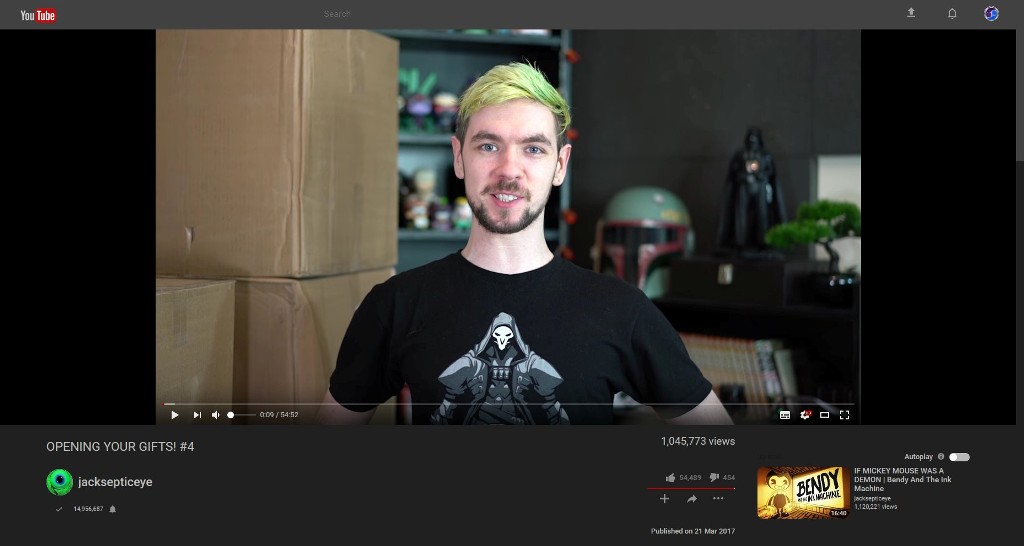 YouTube
Search
0:09 / 54:52
OPENING YOUR GIFTS! #4
1,045,773 views
jacksepticeye
14,956,687
54,489
454
Published on 21 Mar 2017
Autoplay
BENDY
AND THE
INK MACHINE
16:40
IF MICKEY MOUSE WAS A
DEMON | Bendy And The Ink
Machine
jacksepticeye
1,120,221 views